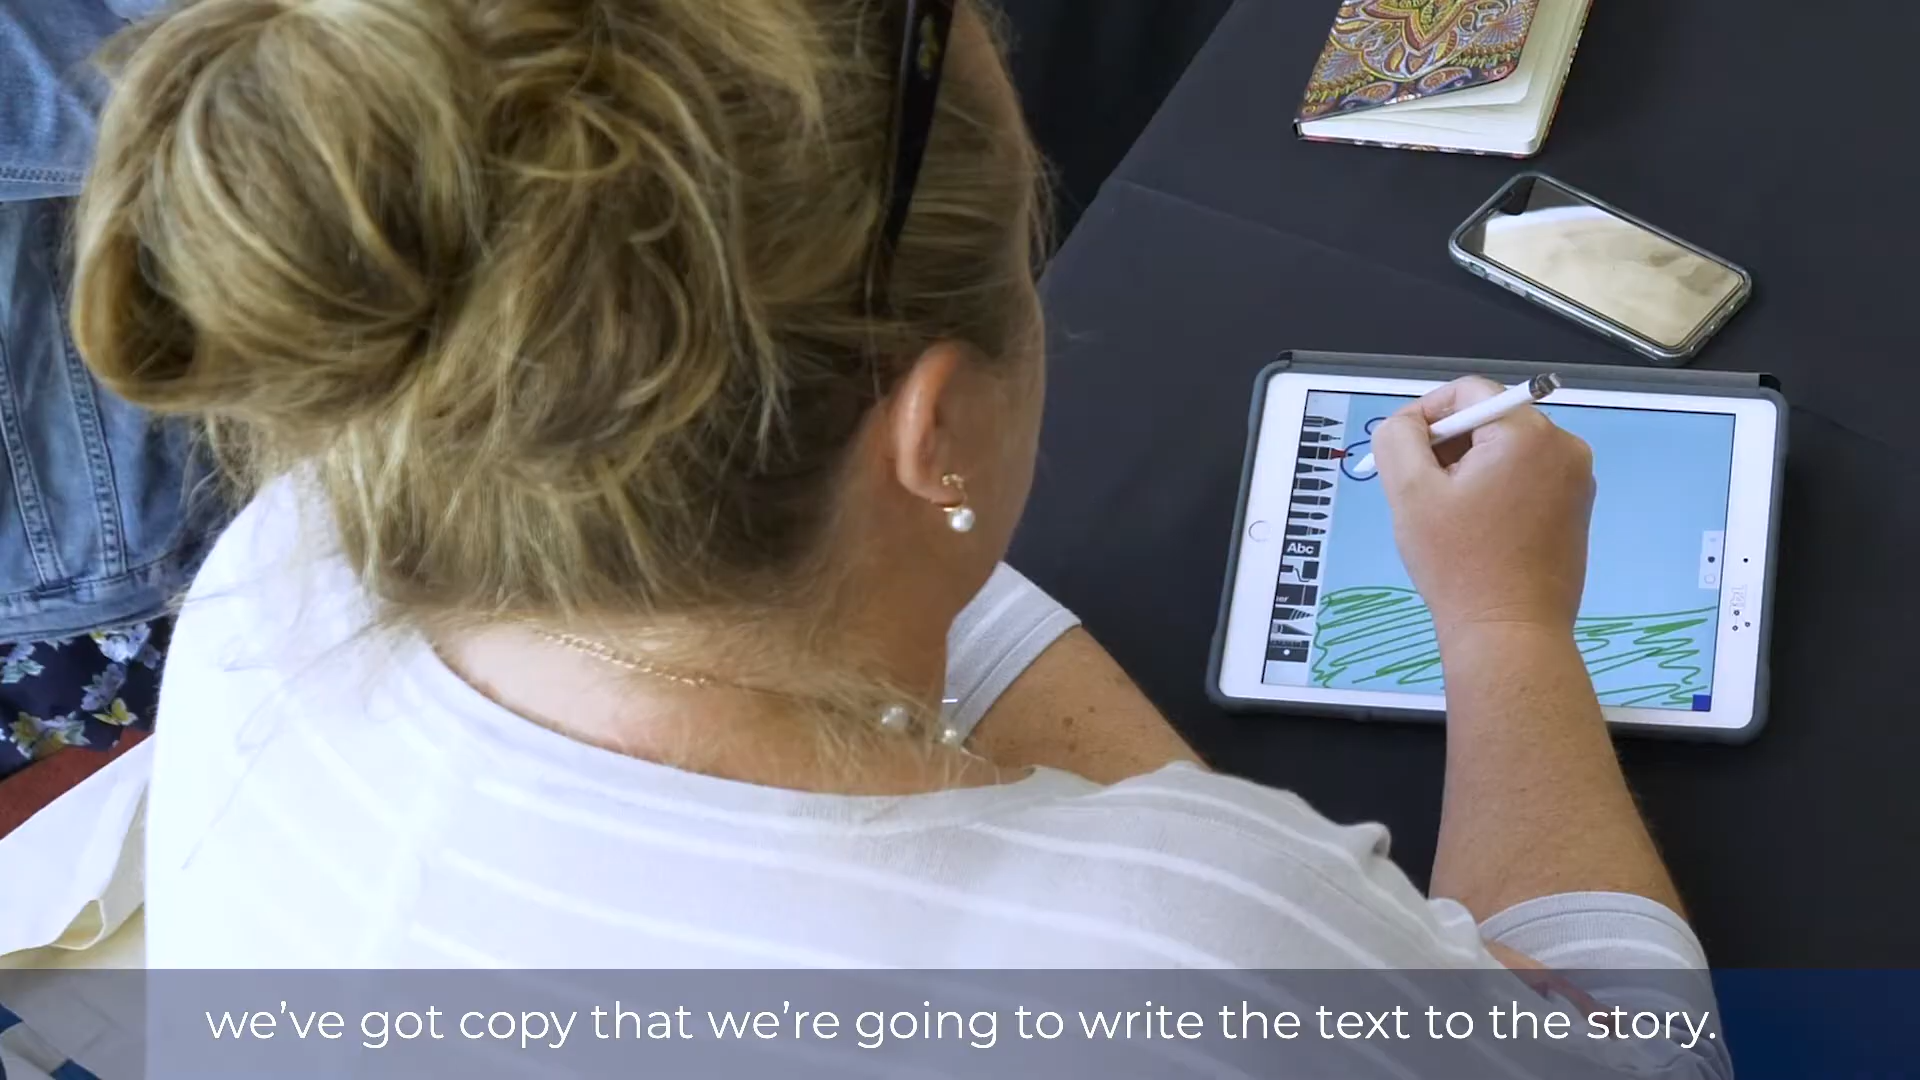 Abc
we've got copy that we're going to write the text to the story.